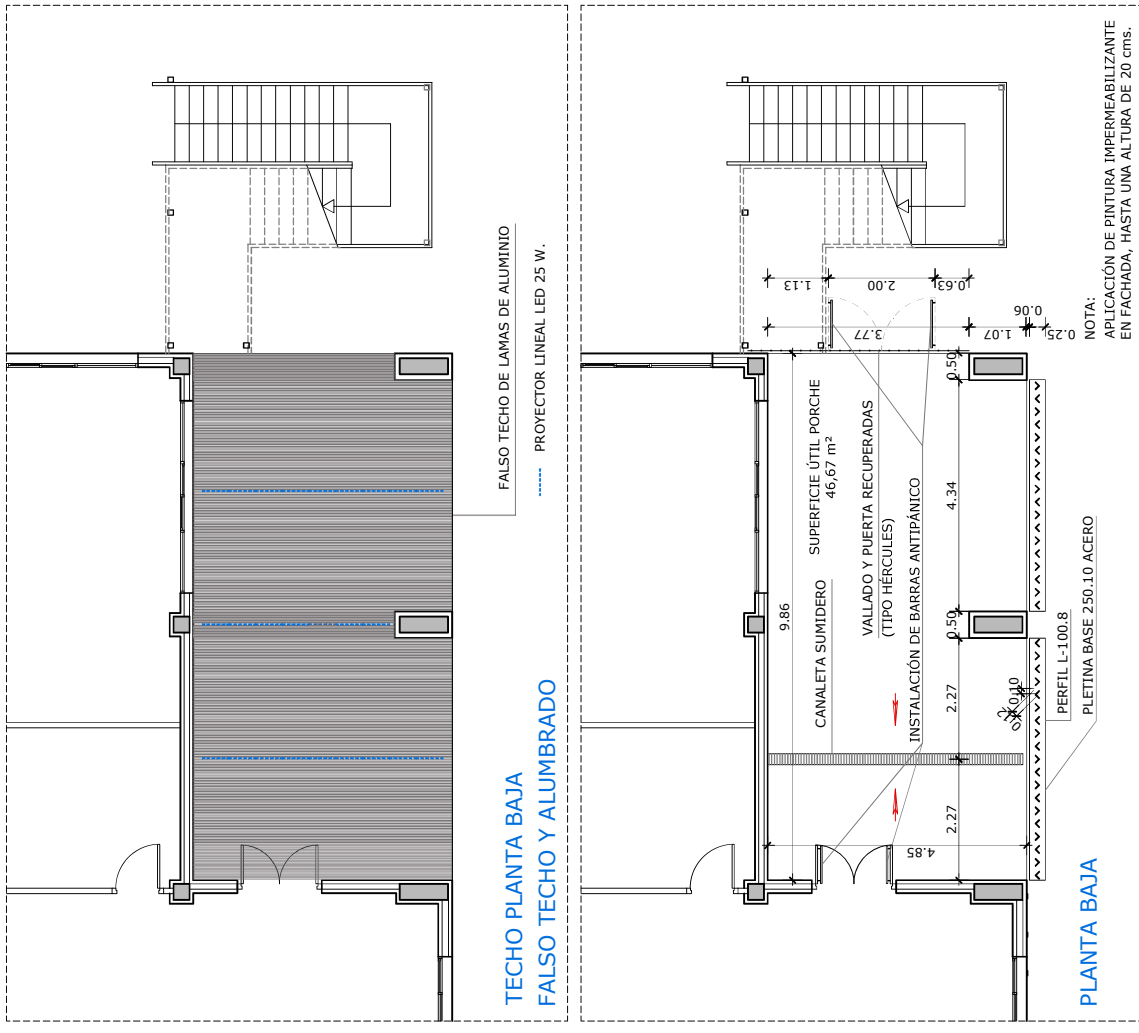 TECHO PLANTA BAJA
FALSO TECHO Y ALUMBRADO
FALSO TECHO DE LAMAS DE ALUMINIO
PROYECTOR LINEAL LED 25 W.
PLANTA BAJA
9.86
CANALETA SUMIDERO
SUPERFICIE ÚTIL PORCHE
46,67 m²
VALLADO Y PUERTA RECUPERADAS
(TIPO HÉRCULES)
INSTALACIÓN DE BARRAS ANTIPÁNICO
4.85
2.27
2.27
0.50
4.34
0.50
1.13
2.00
0.63
3.77
1.07
0.06
0.25
0.12
0.10
PERFIL L-100.8
PLETINA BASE 250.10 ACERO
NOTA:
APLICACIÓN DE PINTURA IMPERMEABILIZANTE
EN FACHADA, HASTA UNA ALTURA DE 20 cms.